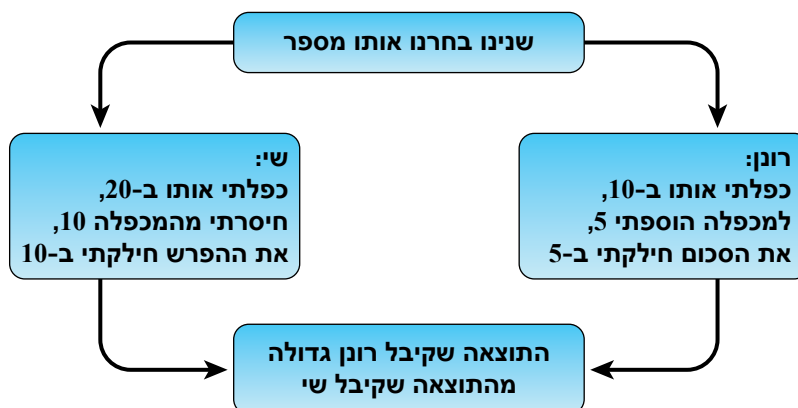 שנינו בחרנו אותו מספר
רונן:
כפלתי אותו ב-10,
למכפלה הוספתי 5,
את הסכום חילקתי ב-5
שי:
כפלתי אותו ב-20,
חיסרתי מהמכפלה 10,
את ההפרש חילקתי ב-10
התוצאה שקיבל רונן גדולה
מהתוצאה שקיבל שי